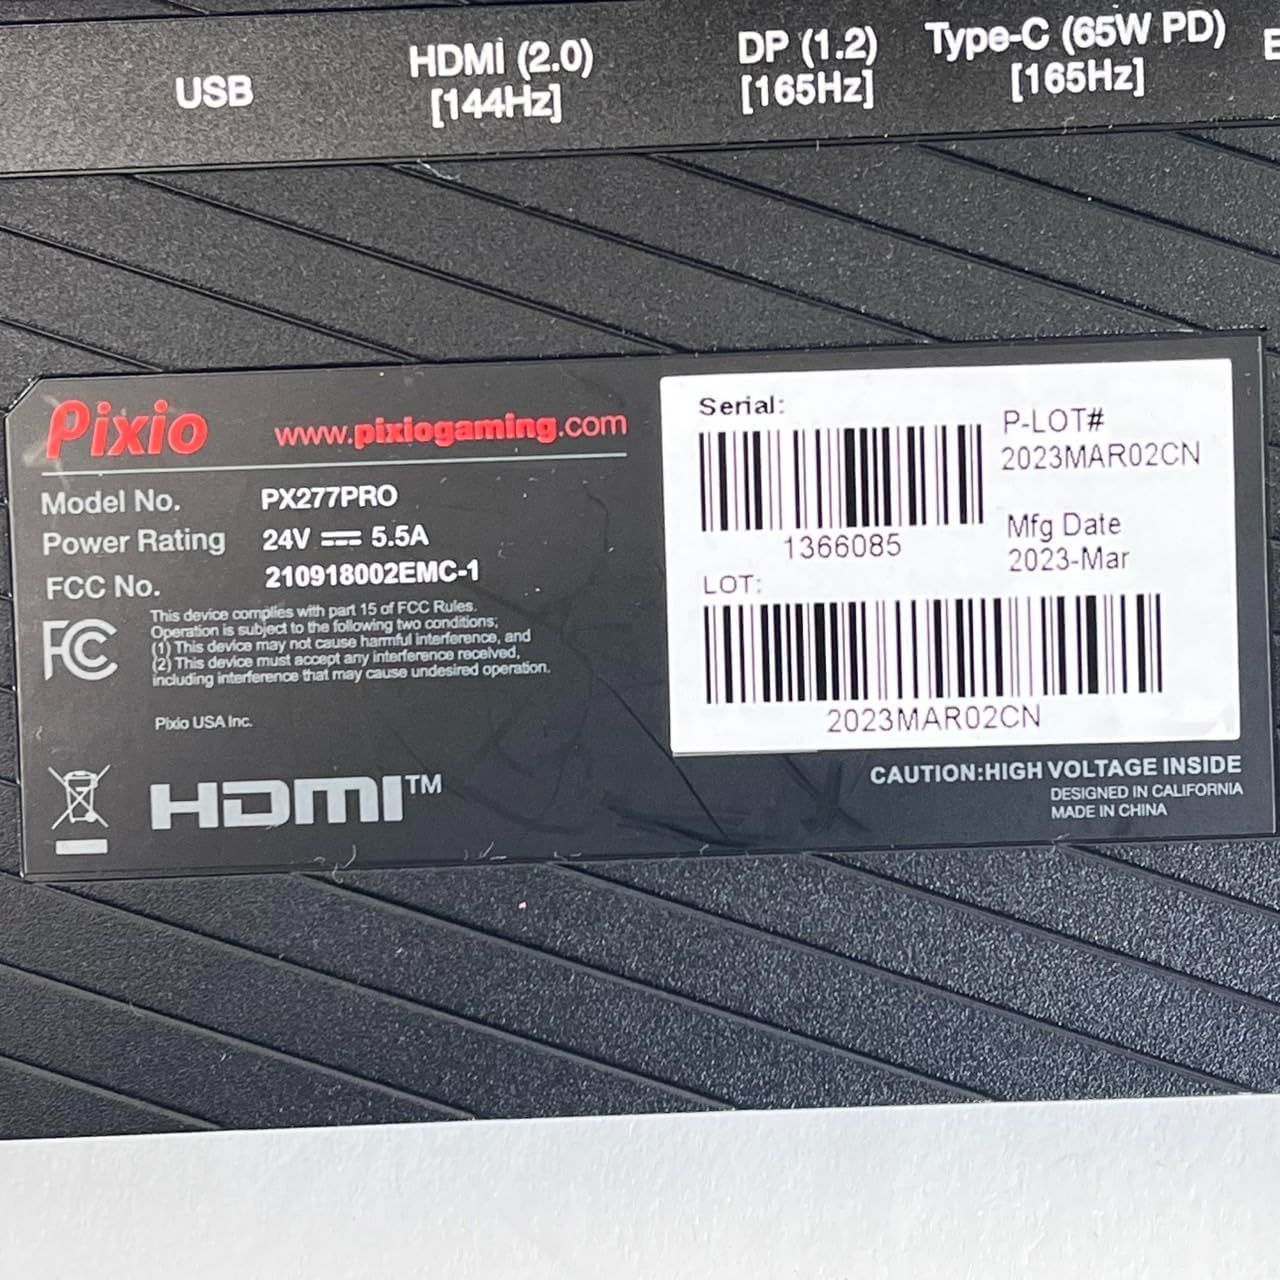 USB
HDMI (2.0)
[144Hz]
DP (1.2)
[165Hz]
Type-C (65W PD)
[165Hz]
Pixio
www.pixiogaming.com
Model No. PX277PRO
Power Rating 24V ⎓ 5.5A
FCC No. 210918002EMC-1
FC
This device complies with part 15 of FCC Rules.
Operation is subject to the following two conditions;
(1) This device may not cause harmful interference, and
(2) This device must accept any interference received,
including interference that may cause undesired operation.
Pixio USA Inc.
HDMI™
Serial:
1366085
P-LOT#
2023MAR02CN
Mfg Date
2023-Mar
LOT:
2023MAR02CN
CAUTION:HIGH VOLTAGE INSIDE
DESIGNED IN CALIFORNIA
MADE IN CHINA